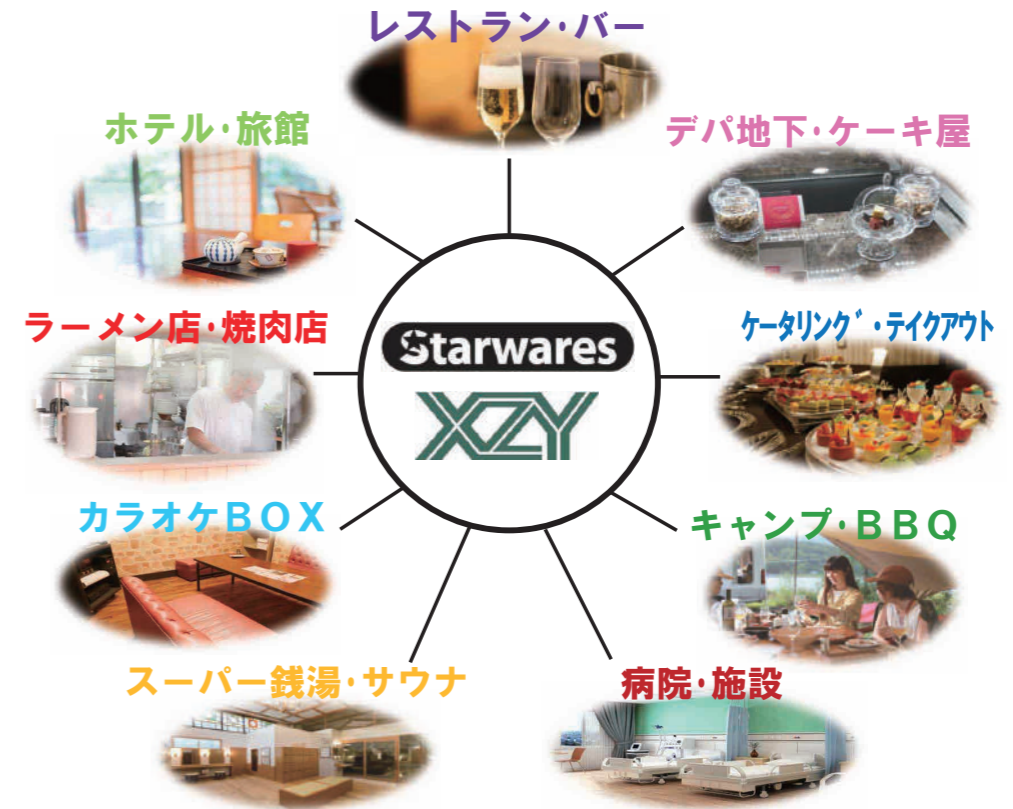 レストラン・バー
ホテル・旅館
デパ地下・ケーキ屋
ラーメン店・焼肉店
ケータリング・テイクアウト
Starwares
XZY
カラオケBOX
キャンプ・BBQ
スーパー銭湯・サウナ
病院・施設